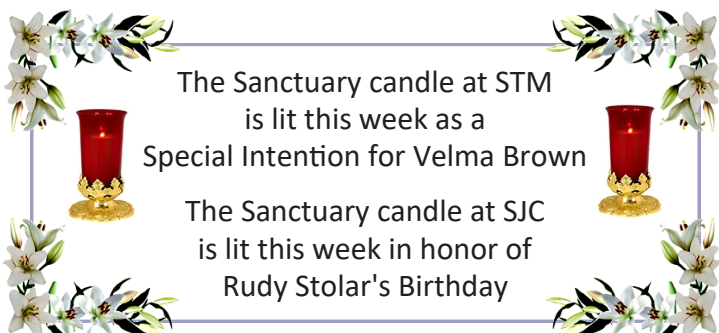 The Sanctuary candle at STM
is lit this week as a
Special Intention for Velma Brown
The Sanctuary candle at SJC
is lit this week in honor of
Rudy Stolar's Birthday